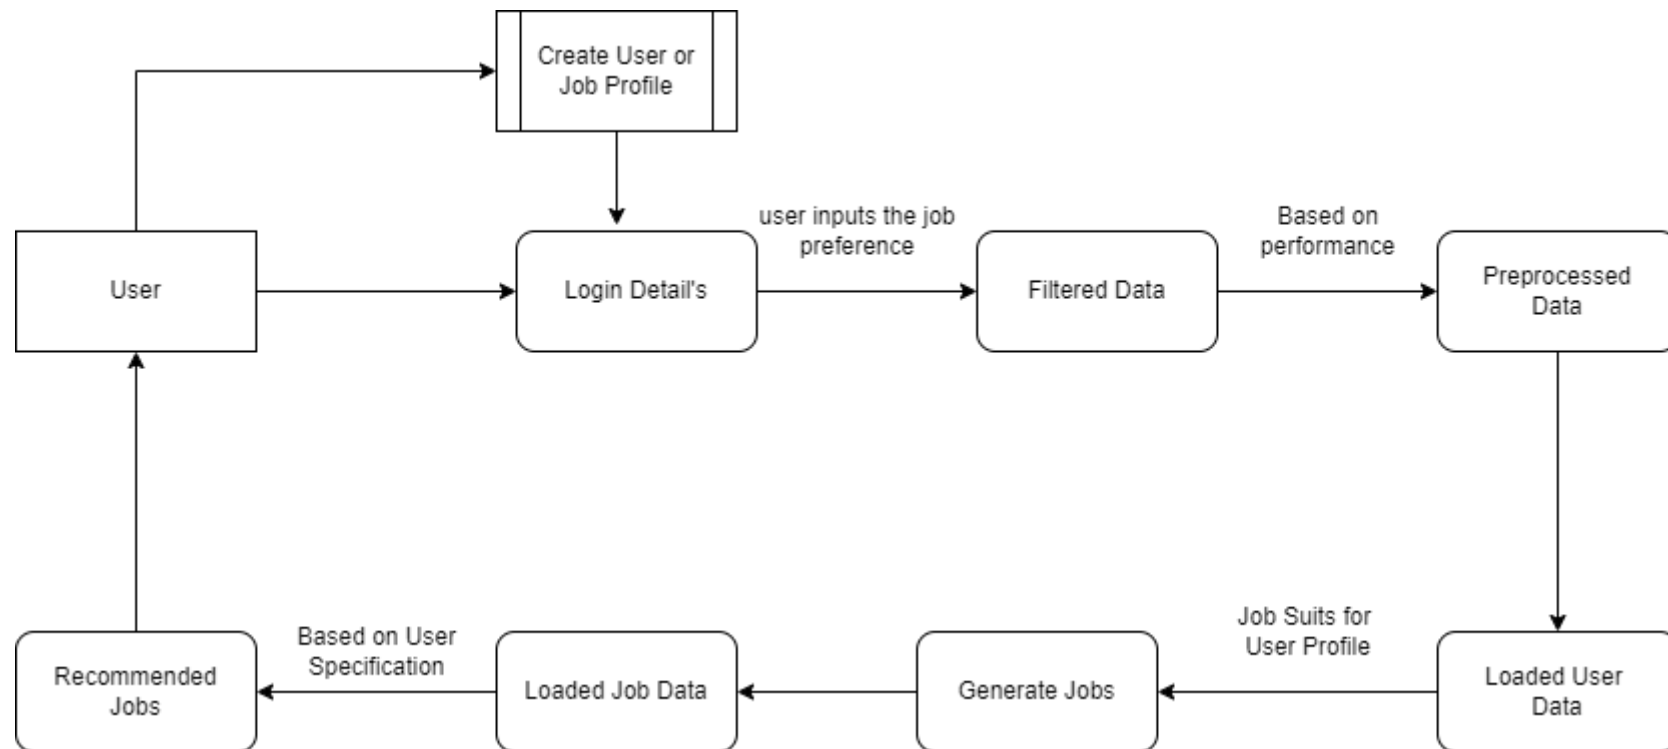 Create User or
Job Profile
user inputs the job
preference
Based on
performance
User
Login Detail's
Filtered Data
Preprocessed
Data
Job Suits for
User Profile
Based on User
Specification
Recommended
Jobs
Loaded Job Data
Generate Jobs
Loaded User
Data